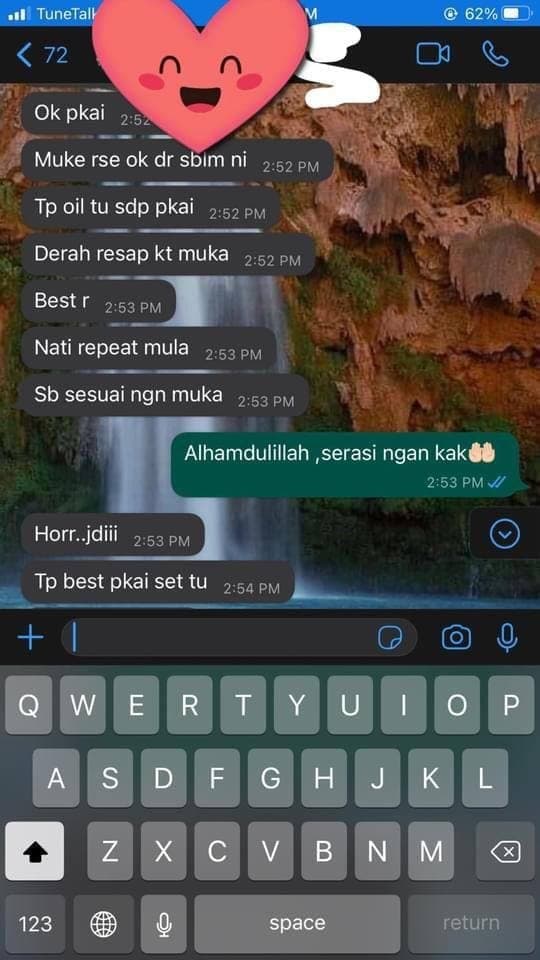 TuneTalk M 62%
72
Ok pkai 2:52
Muke rse ok dr sblm ni 2:52 PM
Tp oil tu sdp pkai 2:52 PM
Derah resap kt muka 2:52 PM
Best r 2:53 PM
Nati repeat mula 2:53 PM
Sb sesuai ngn muka 2:53 PM
Alhamdulillah ,serasi ngan kak🤲🏻
2:53 PM
Horr..jdiii 2:53 PM
Tp best pkai set tu 2:54 PM
Q W E R T Y U I O P
A S D F G H J K L
Z X C V B N M
123 space return